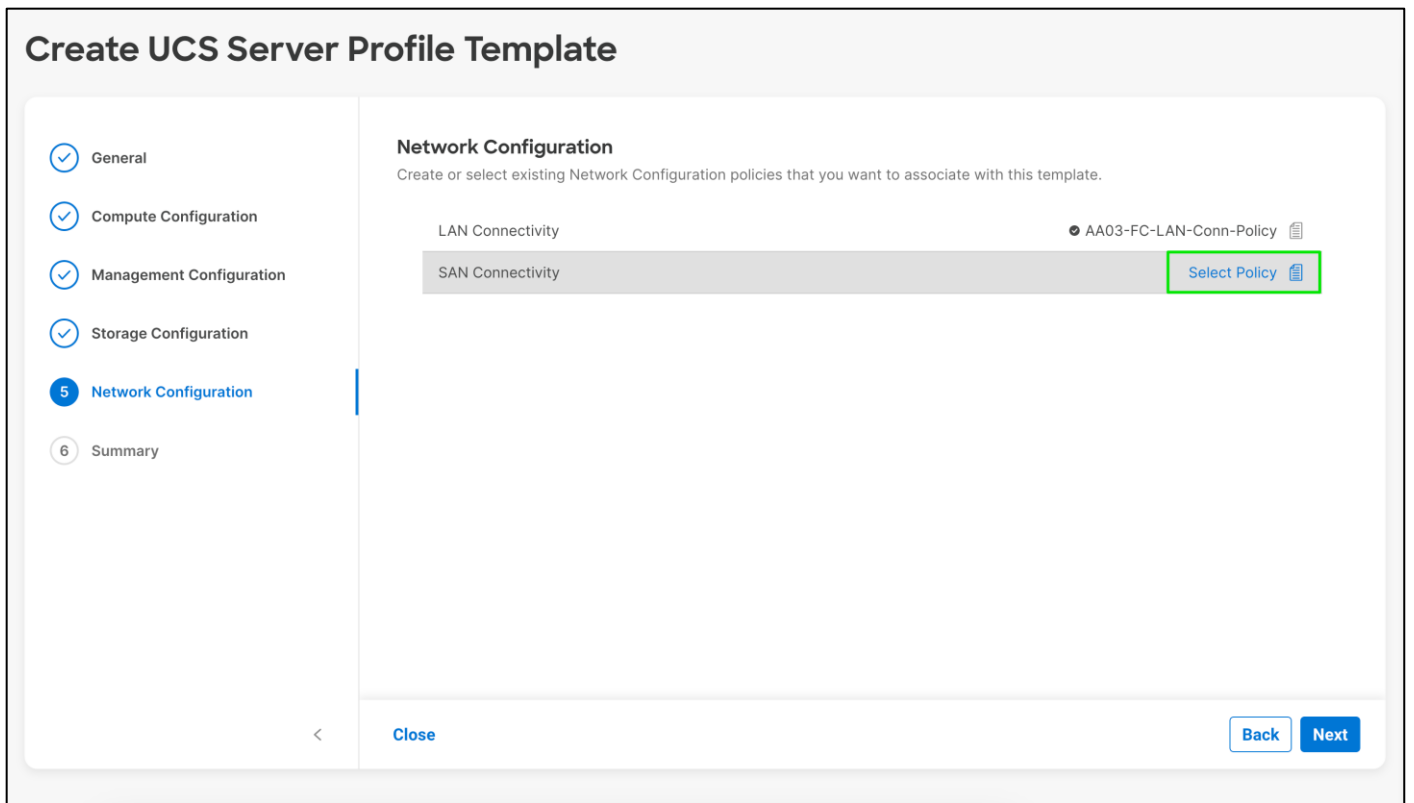 Create UCS Server Profile Template
General
Compute Configuration
Management Configuration
Storage Configuration
5 Network Configuration
6 Summary
Network Configuration
Create or select existing Network Configuration policies that you want to associate with this template.
LAN Connectivity AA03-FC-LAN-Conn-Policy
SAN Connectivity Select Policy
Close Back Next